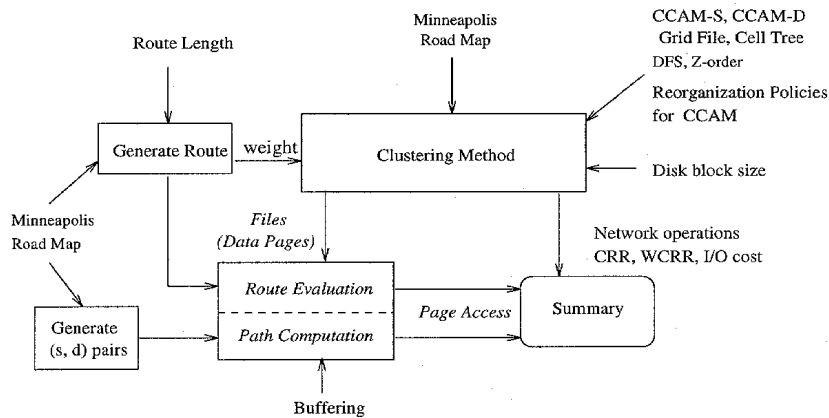 Minneapolis
Road Map
CCAM-S, CCAM-D
Grid File, Cell Tree
DFS, Z-order
Reorganization Policies
for CCAM
Route Length
Generate Route
weight
Clustering Method
Disk block size
Minneapolis
Road Map
Files
(Data Pages)
Network operations
CRR, WCRR, I/O cost
Route Evaluation
Path Computation
Page Access
Summary
Generate
(s, d) pairs
Buffering